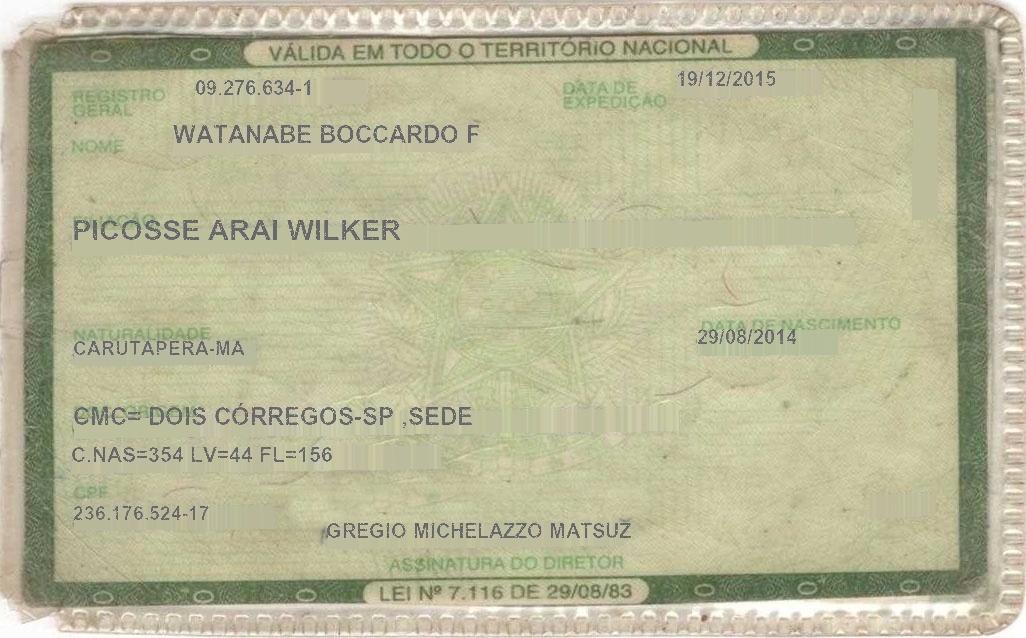 VÁLIDA EM TODO O TERRITÓRIO NACIONAL
REGISTRO GERAL 09.276.634-1 DATA DE EXPEDIÇÃO 19/12/2015
NOME WATANABE BOCCARDO F
FILIAÇÃO
PICOSSE ARAI WILKER
NATURALIDADE DATA DE NASCIMENTO
CARUTAPERA-MA 29/08/2014
CMC= DOIS CÓRREGOS-SP ,SEDE
C.NAS=354 LV=44 FL=156
CPF
236.176.524-17
GREGIO MICHELAZZO MATSUZ
ASSINATURA DO DIRETOR
LEI Nº 7.116 DE 29/08/83